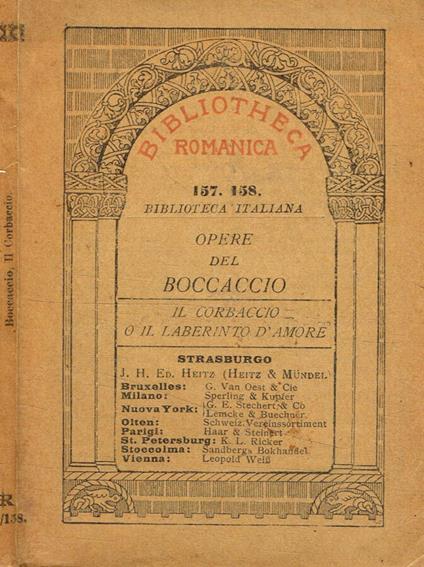 BIBLIOTHECA
ROMANICA
157. 158.
BIBLIOTECA ITALIANA
OPERE
DEL
BOCCACCIO
IL CORBACCIO
O IL LABERINTO D'AMORE
STRASBURGO
J. H. ED. HEITZ (HEITZ & MÜNDEL
Bruxelles: G. Van Oest & Cie
Milano: Sperling & Kupfer
Nuova York: G. E. Stechert & Co
Lemcke & Buechner
Olten: Schweiz. Vereinssortiment
Parigi: Haar & Steinert
St. Petersburg: K. L. Ricker
Stoccolma: Sandbergs Bokhandel
Vienna: Leopold Weiß
Boccaccio, Il Corbaccio.
R
/158.